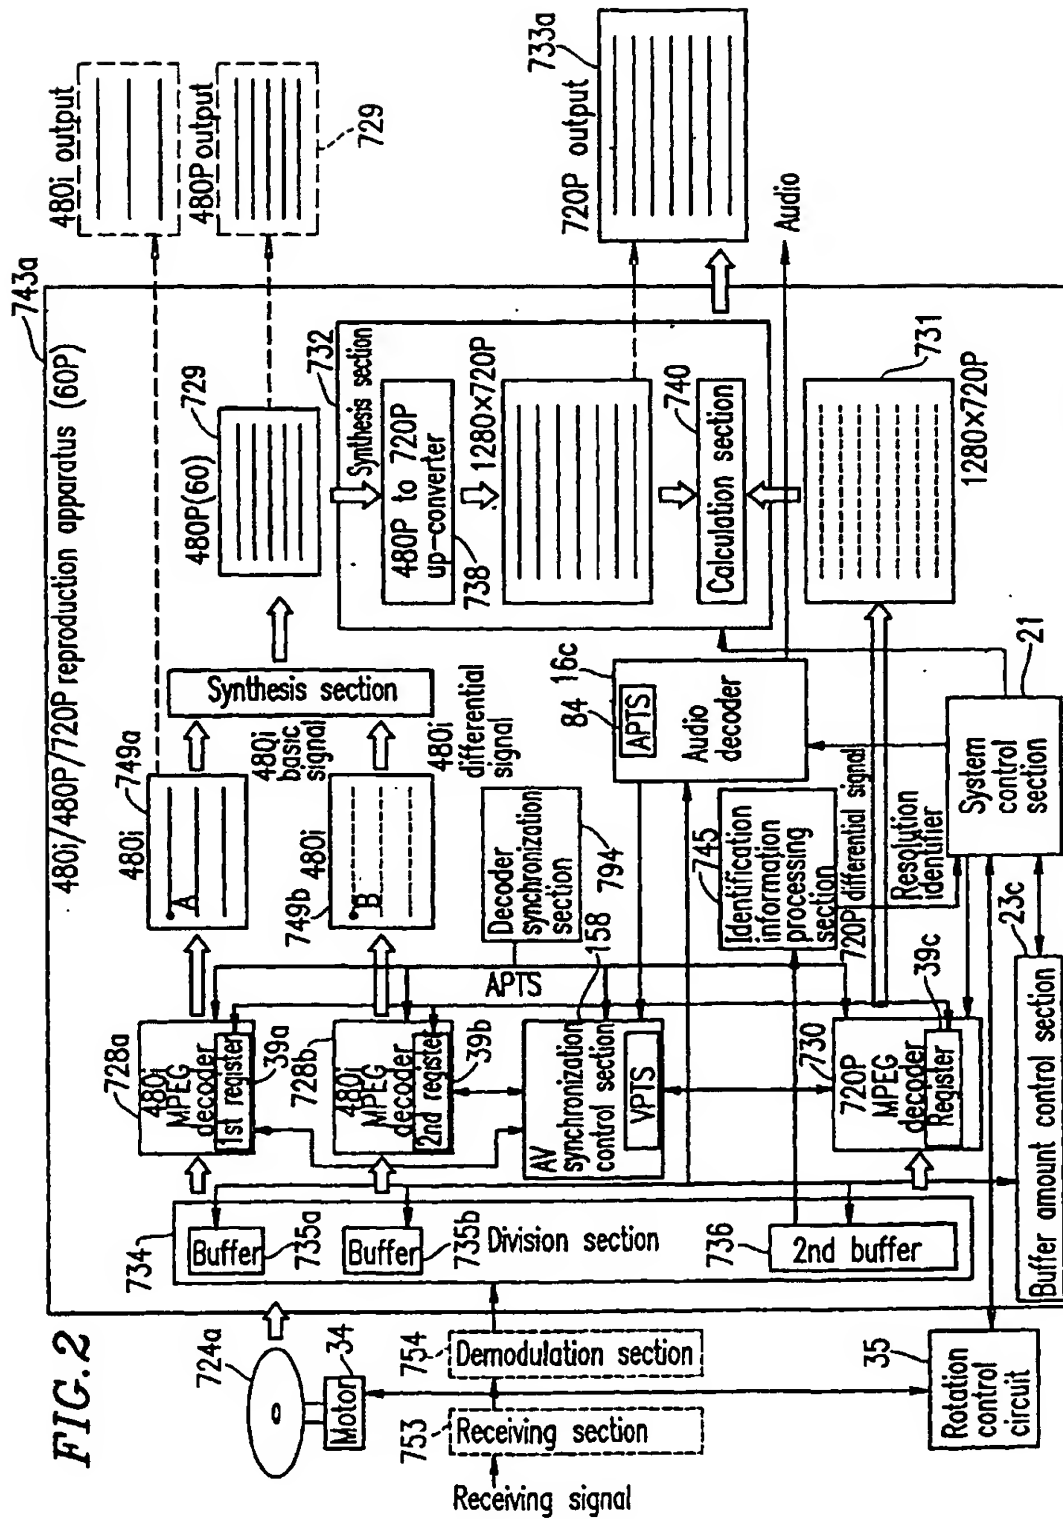 FIG.2
480i/480P/720P reproduction apparatus (60P)
743a
724a
Motor
34
Receiving signal
753
Receiving section
754
Demodulation section
Rotation
control
circuit
35
734
Buffer
735a
Buffer
735b
Division section
736
2nd buffer
728a
480i
MPEG
decoder
1st register
39a
728b
480i
MPEG
decoder
2nd register
39b
AV synchronization
control section
VPTS
158
APTS
730
720P
MPEG
decoder
Register
39c
Buffer amount control section
23c
749a
480i
A
749b
480i
B
480i
basic
signal
480i
differential
signal
Decoder
synchronization
section
794
745
Identification
information
processing
section
720P differential signal
Resolution
identifier
System
control
section
21
Synthesis section
84
16c
APTS
Audio
decoder
480P(60)
729
732
Synthesis section
480P to 720P
up-converter
738
1280×720P
Calculation section
740
731
1280×720P
480i output
480P output
729
720P output
733a
Audio